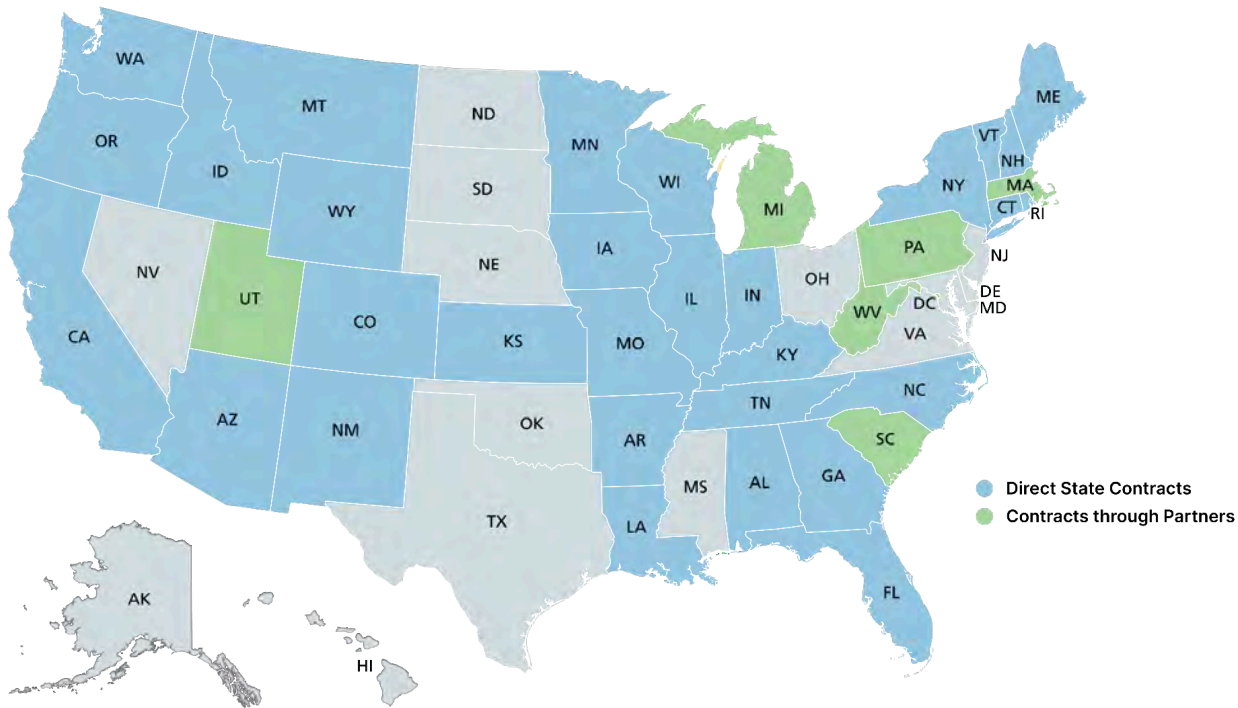 WA
MT
ND
MN
ME
OR
ID
SD
WI
VT
NH
NY
MA
WY
MI
CT
RI
NV
UT
NE
IA
PA
NJ
CO
IL
IN
OH
DE
WV
DC
MD
CA
KS
MO
KY
VA
AZ
NM
OK
AR
TN
NC
SC
TX
MS
AL
GA
LA
Direct State Contracts
Contracts through Partners
AK
FL
HI